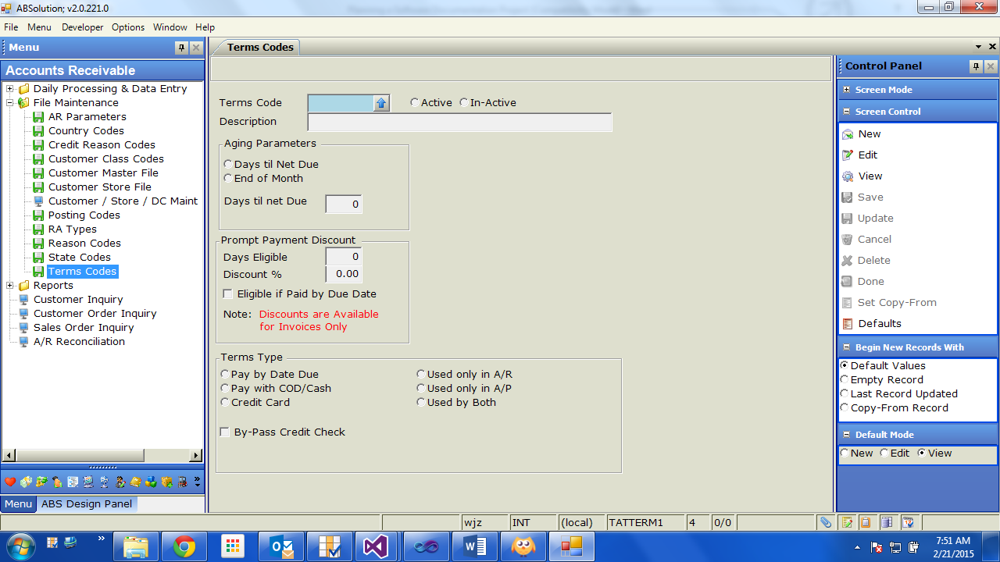 ABSolution; v2.0.221.0
File Menu Developer Options Window Help
Menu
Accounts Receivable
Daily Processing & Data Entry
File Maintenance
AR Parameters
Country Codes
Credit Reason Codes
Customer Class Codes
Customer Master File
Customer Store File
Customer / Store / DC Maint
Posting Codes
RA Types
Reason Codes
State Codes
Terms Codes
Reports
Customer Inquiry
Customer Order Inquiry
Sales Order Inquiry
A/R Reconciliation
Menu ABS Design Panel
Terms Codes
Terms Code Active In-Active
Description
Aging Parameters
Days til Net Due
End of Month
Days til net Due 0
Prompt Payment Discount
Days Eligible 0
Discount % 0.00
Eligible if Paid by Due Date
Note: Discounts are Available
for Invoices Only
Terms Type
Pay by Date Due Used only in A/R
Pay with COD/Cash Used only in A/P
Credit Card Used by Both
By-Pass Credit Check
Control Panel
Screen Mode
Screen Control
New
Edit
View
Save
Update
Cancel
Delete
Done
Set Copy-From
Defaults
Begin New Records With
Default Values
Empty Record
Last Record Updated
Copy-From Record
Default Mode
New Edit View
wjz INT (local) TATTERM1 4 0/0
7:51 AM
2/21/2015